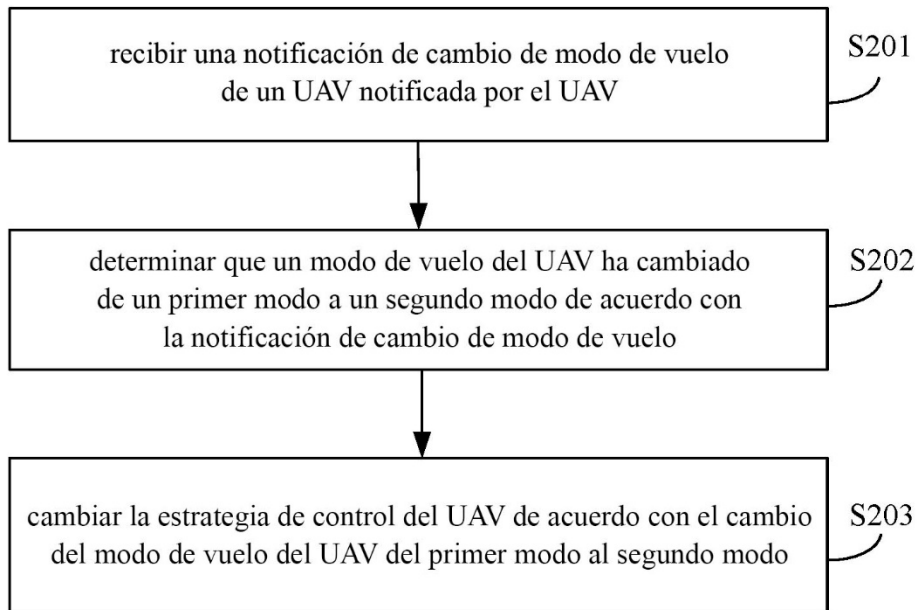 recibir una notificación de cambio de modo de vuelo
de un UAV notificada por el UAV
S201
determinar que un modo de vuelo del UAV ha cambiado
de un primer modo a un segundo modo de acuerdo con
la notificación de cambio de modo de vuelo
S202
cambiar la estrategia de control del UAV de acuerdo con el cambio
del modo de vuelo del UAV del primer modo al segundo modo
S203